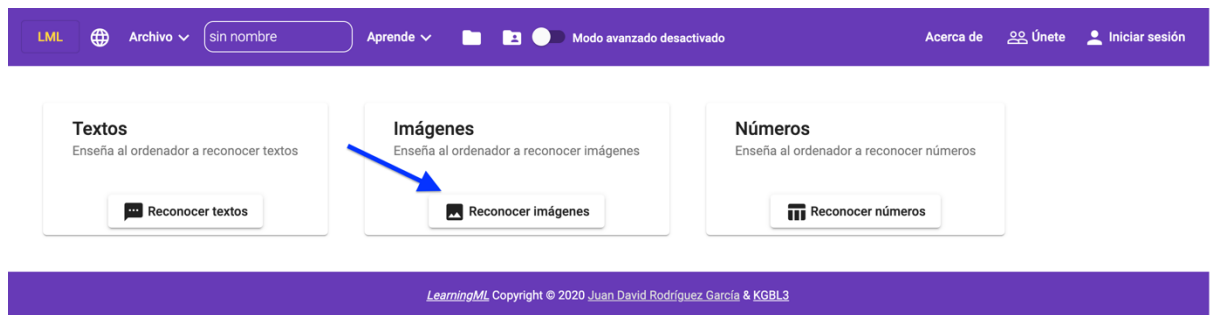 LML Archivo sin nombre Aprende Modo avanzado desactivado Acerca de Únete Iniciar sesión
Textos
Enseña al ordenador a reconocer textos
Reconocer textos
Imágenes
Enseña al ordenador a reconocer imágenes
Reconocer imágenes
Números
Enseña al ordenador a reconocer números
Reconocer números
LearningML Copyright © 2020 Juan David Rodríguez García & KGBL3